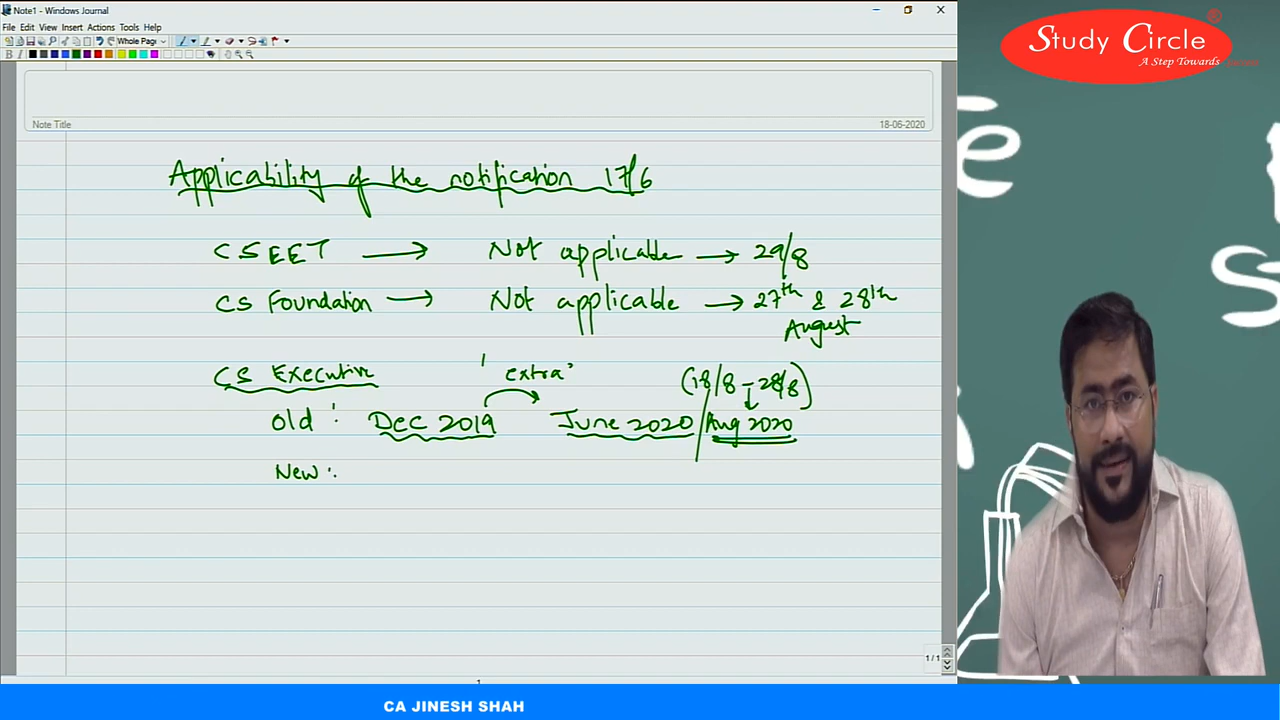 Note1 - Windows Journal
File Edit View Insert Actions Tools Help
Whole Page
B I
Note Title
18-06-2020
Applicability of the notification 17/6
CSEET → Not applicable → 29/8
CS Foundation → Not applicable → 27th & 28th August
CS Executive
"extra"
(18/8 - 28/8)
Old : Dec 2019 June 2020/Aug 2020
New :
1/1
Study Circle
®
A Step Towards
CA JINESH SHAH